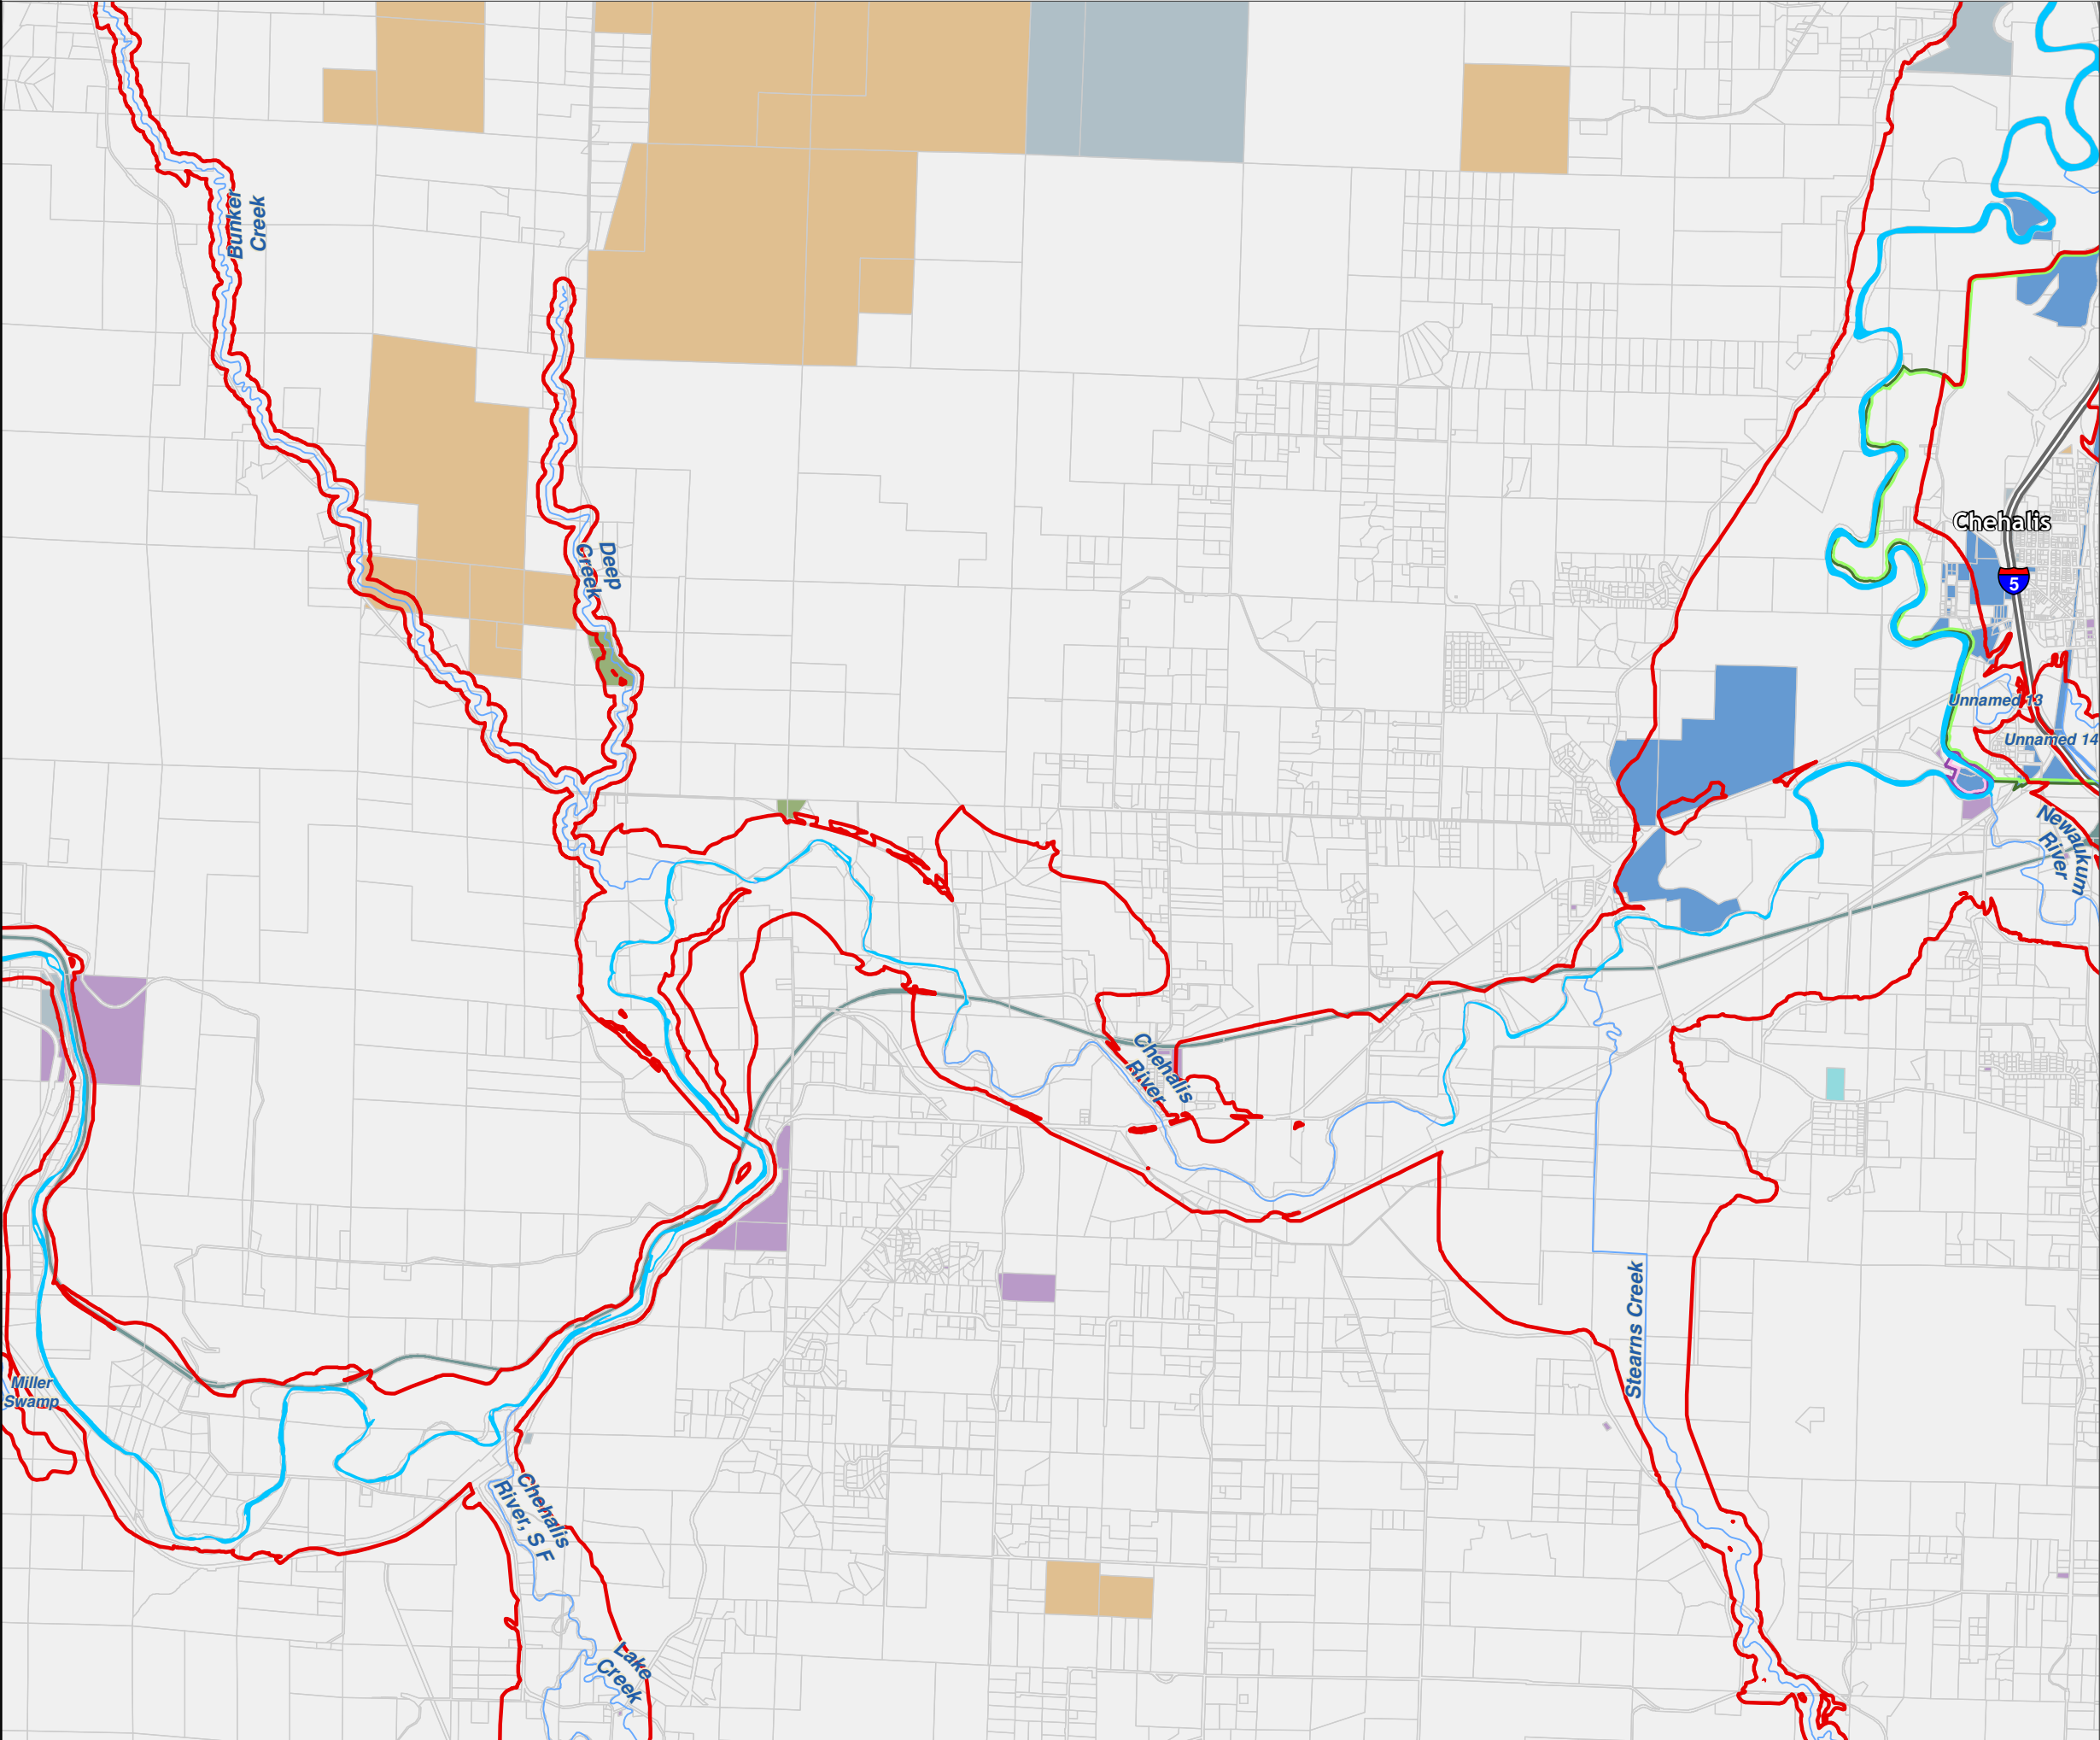 Bunker
Creek
Deep
Creek
Chehalis
5
Unnamed 13
Unnamed 14
Newaukum
River
Chehalis
River
Stearns Creek
Miller
Swamp
Chehalis
River, S F
Lake
Creek